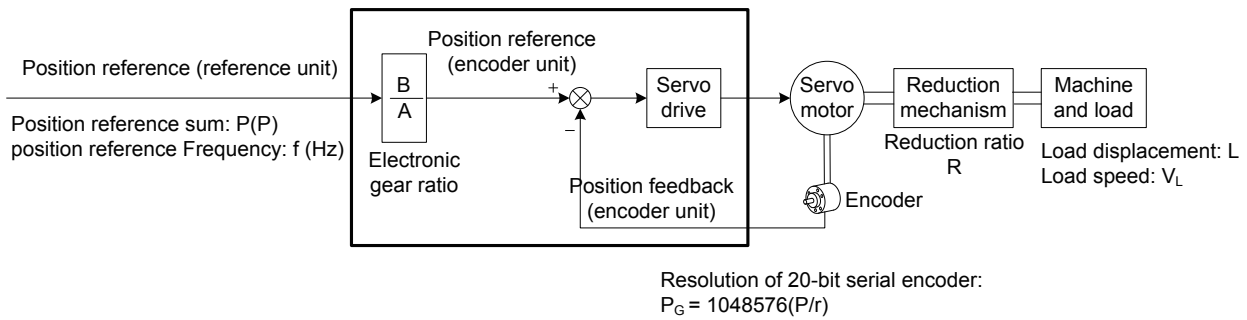 Position reference (reference unit)
Position reference sum: P(P)
position reference Frequency: f (Hz)
B
A
Electronic
gear ratio
Position reference
(encoder unit)
+
−
Position feedback
(encoder unit)
Servo
drive
Servo
motor
Encoder
Reduction
mechanism
Reduction ratio
R
Machine
and load
Load displacement: L
Load speed: V_L
Resolution of 20-bit serial encoder:
P_G = 1048576(P/r)